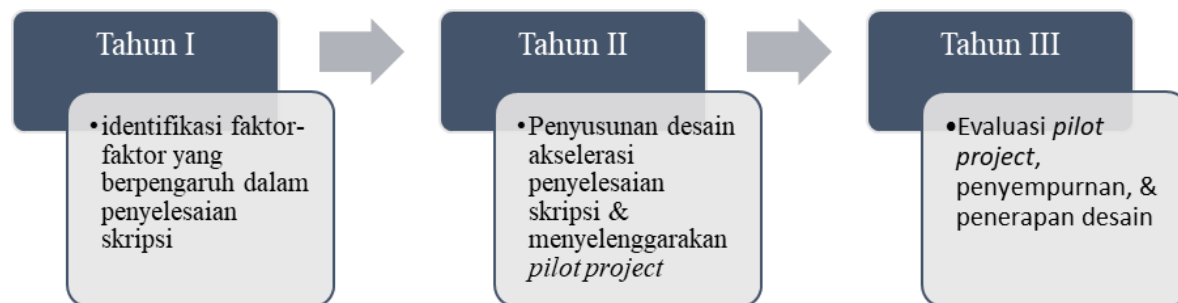 Tahun I
•identifikasi faktor-
faktor yang
berpengaruh dalam
penyelesaian
skripsi
Tahun II
•Penyusunan desain
akselerasi
penyelesaian
skripsi &
menyelenggarakan
pilot project
Tahun III
•Evaluasi pilot
project,
penyempurnan, &
penerapan desain